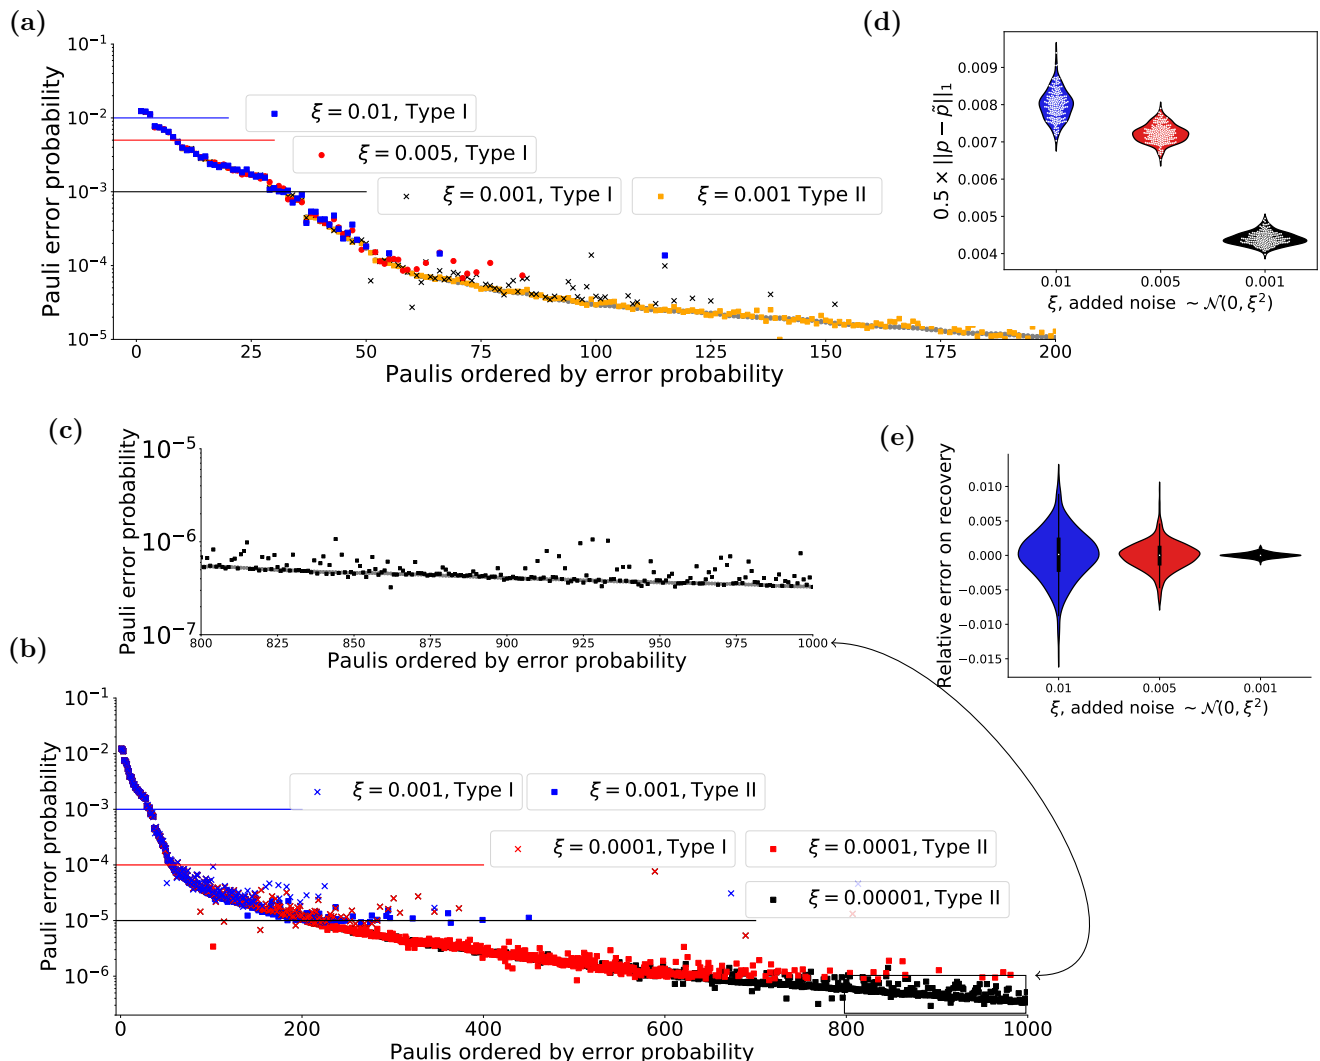 (a)
Pauli error probability
10⁻¹
10⁻²
10⁻³
10⁻⁴
10⁻⁵
ξ = 0.01, Type I
ξ = 0.005, Type I
ξ = 0.001, Type I
ξ = 0.001 Type II
0 25 50 75 100 125 150 175 200
Paulis ordered by error probability
(d)
0.5 × ||p − p̃||₁
0.009
0.008
0.007
0.006
0.005
0.004
0.01 0.005 0.001
ξ, added noise ∼ 𝒩(0, ξ²)
(c)
Pauli error probability
10⁻⁵
10⁻⁶
10⁻⁷
800 825 850 875 900 925 950 975 1000
Paulis ordered by error probability
(e)
Relative error on recovery
0.010
0.005
0.000
−0.005
−0.010
−0.015
0.01 0.005 0.001
ξ, added noise ∼ 𝒩(0, ξ²)
(b)
Pauli error probability
10⁻¹
10⁻²
10⁻³
10⁻⁴
10⁻⁵
10⁻⁶
ξ = 0.001, Type I
ξ = 0.001, Type II
ξ = 0.0001, Type I
ξ = 0.0001, Type II
ξ = 0.00001, Type II
0 200 400 600 800 1000
Paulis ordered by error probability